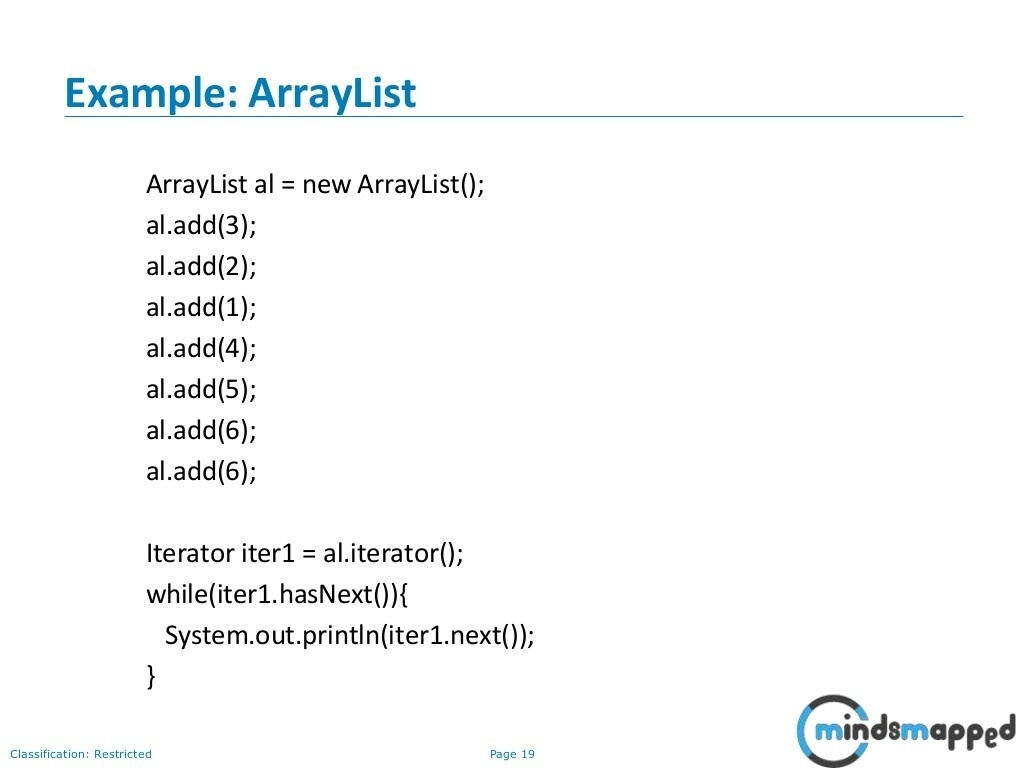 Example: ArrayList
ArrayList al = new ArrayList();
al.add(3);
al.add(2);
al.add(1);
al.add(4);
al.add(5);
al.add(6);
al.add(6);
Iterator iter1 = al.iterator();
while(iter1.hasNext()){
System.out.println(iter1.next());
}
Classification: Restricted
Page 19
mindsmapped